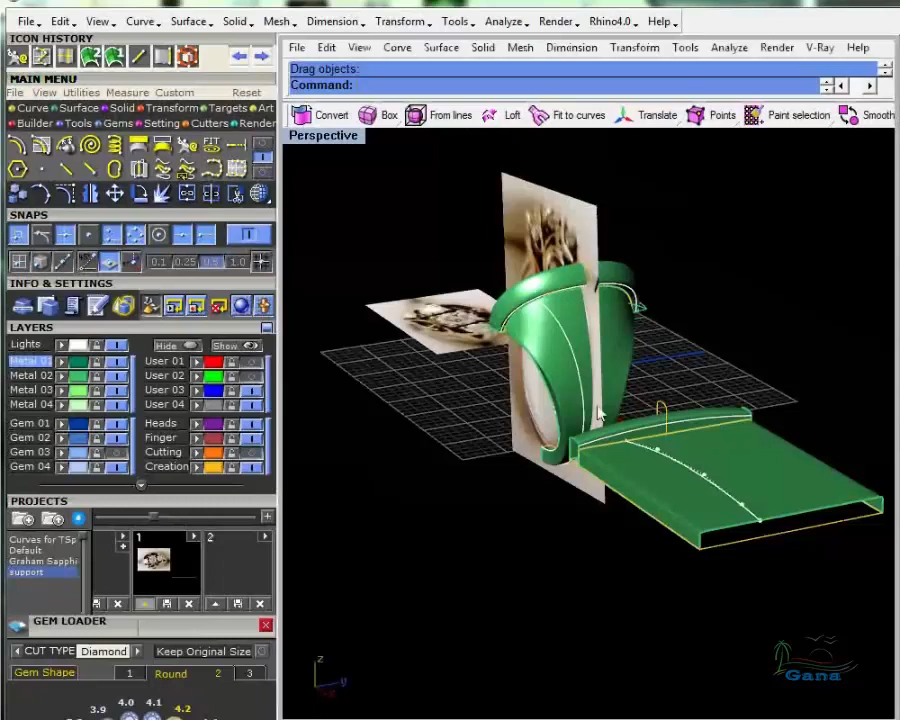 File Edit View Curve Surface Solid Mesh Dimension Transform Tools Analyze Render Rhino4.0 Help
ICON HISTORY
2 1
MAIN MENU
File View Utilities Measure Custom Reset
Curve Surface Solid Transform Targets Art
Builder Tools Gems Setting Cutters Render
FIT
SNAPS
0.1 0.25 0.5 1.0
INFO & SETTINGS
LAYERS
Lights Hide Show
Metal 01 User 01
Metal 02 User 02
Metal 03 User 03
Metal 04 User 04
Gem 01 Heads
Gem 02 Finger
Gem 03 Cutting
Gem 04 Creation
PROJECTS
Curves for TSp
Default
Graham Sapph
support
1 2
GEM LOADER
CUT TYPE Diamond Keep Original Size
Gem Shape 1 Round 2 3
3.9 4.0 4.1 4.2
File Edit View Curve Surface Solid Mesh Dimension Transform Tools Analyze Render V-Ray Help
Drag objects:
Command:
Convert Box From lines Loft Fit to curves Translate Points Paint selection Smooth
Perspective
z
y
Gana